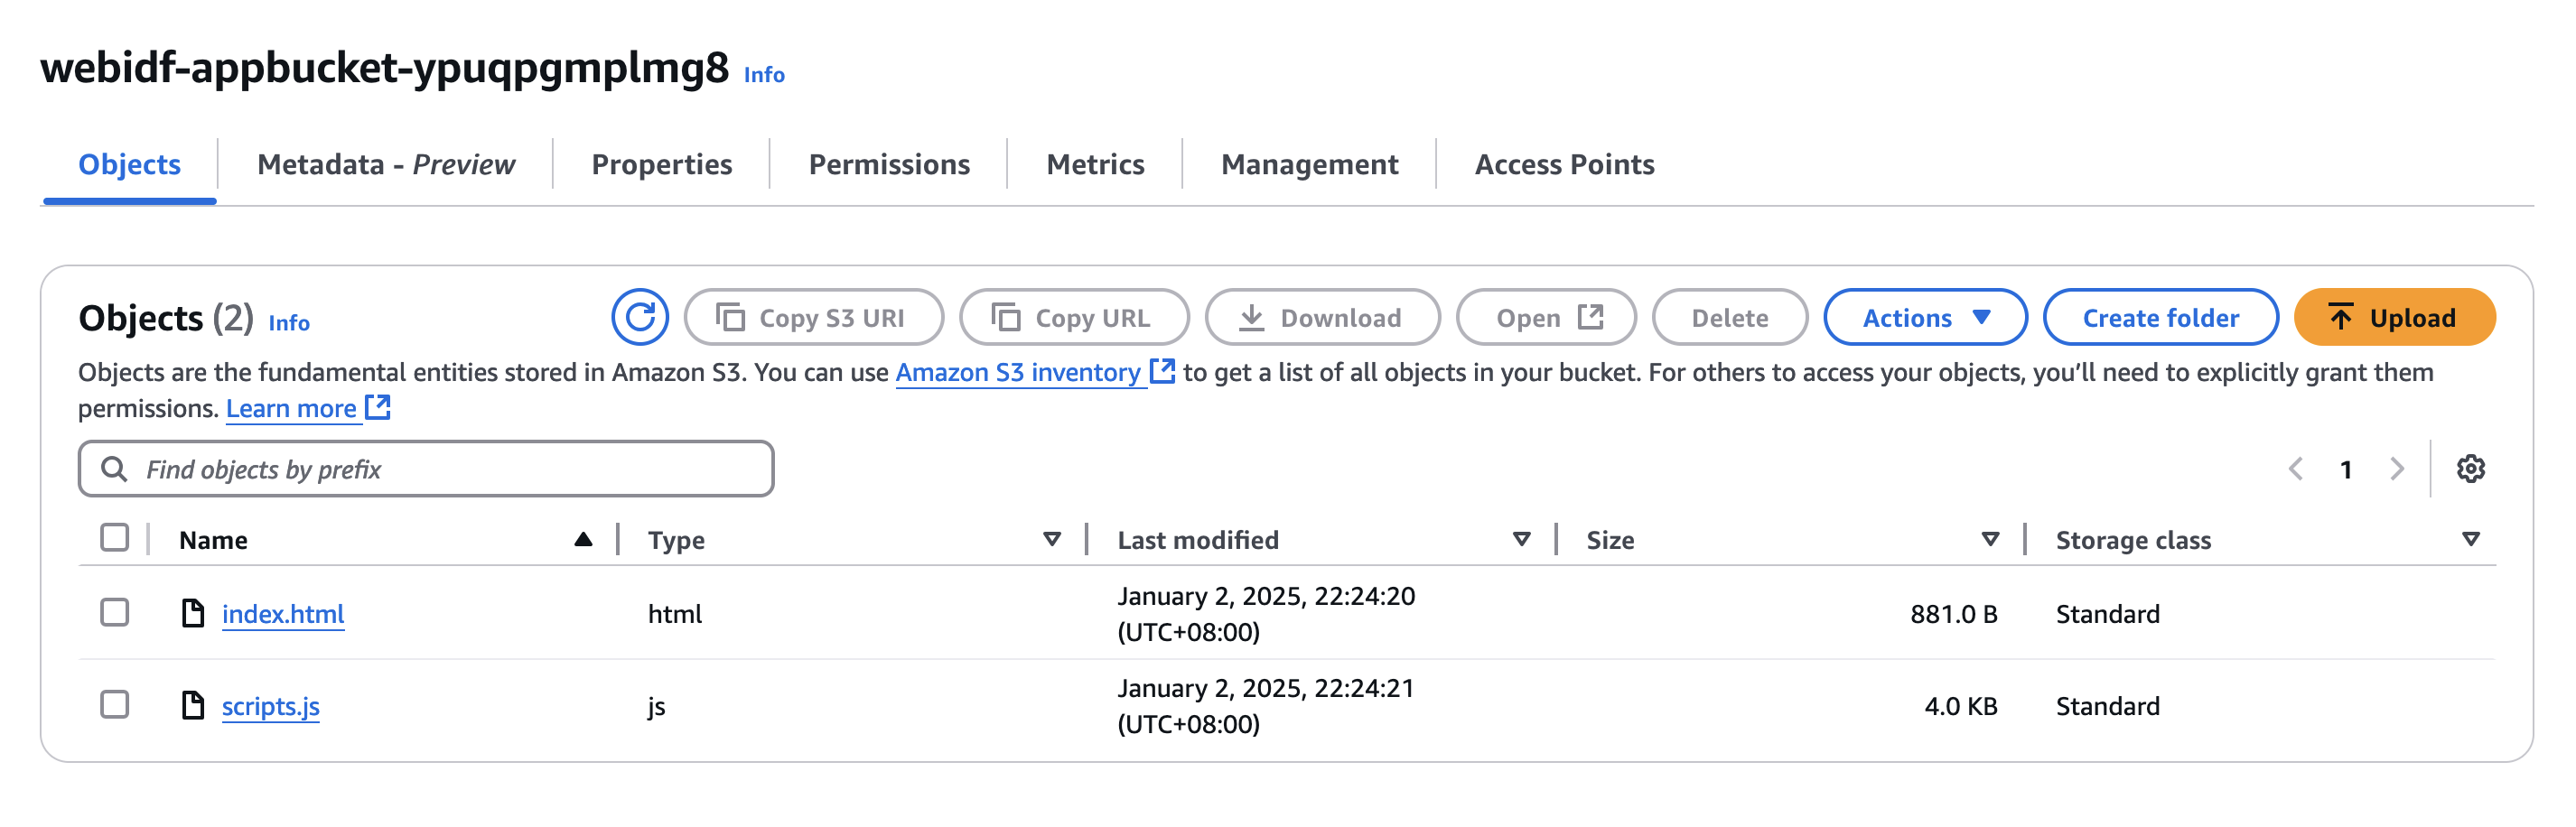 webidf-appbucket-ypuqpgmplmg8 Info
Objects Metadata - Preview Properties Permissions Metrics Management Access Points
Objects (2) Info Copy S3 URI Copy URL Download Open Delete Actions Create folder Upload
Objects are the fundamental entities stored in Amazon S3. You can use Amazon S3 inventory to get a list of all objects in your bucket. For others to access your objects, you’ll need to explicitly grant them
permissions. Learn more
Find objects by prefix 1
Name Type Last modified Size Storage class
index.html html January 2, 2025, 22:24:20 881.0 B Standard
(UTC+08:00)
scripts.js js January 2, 2025, 22:24:21 4.0 KB Standard
(UTC+08:00)